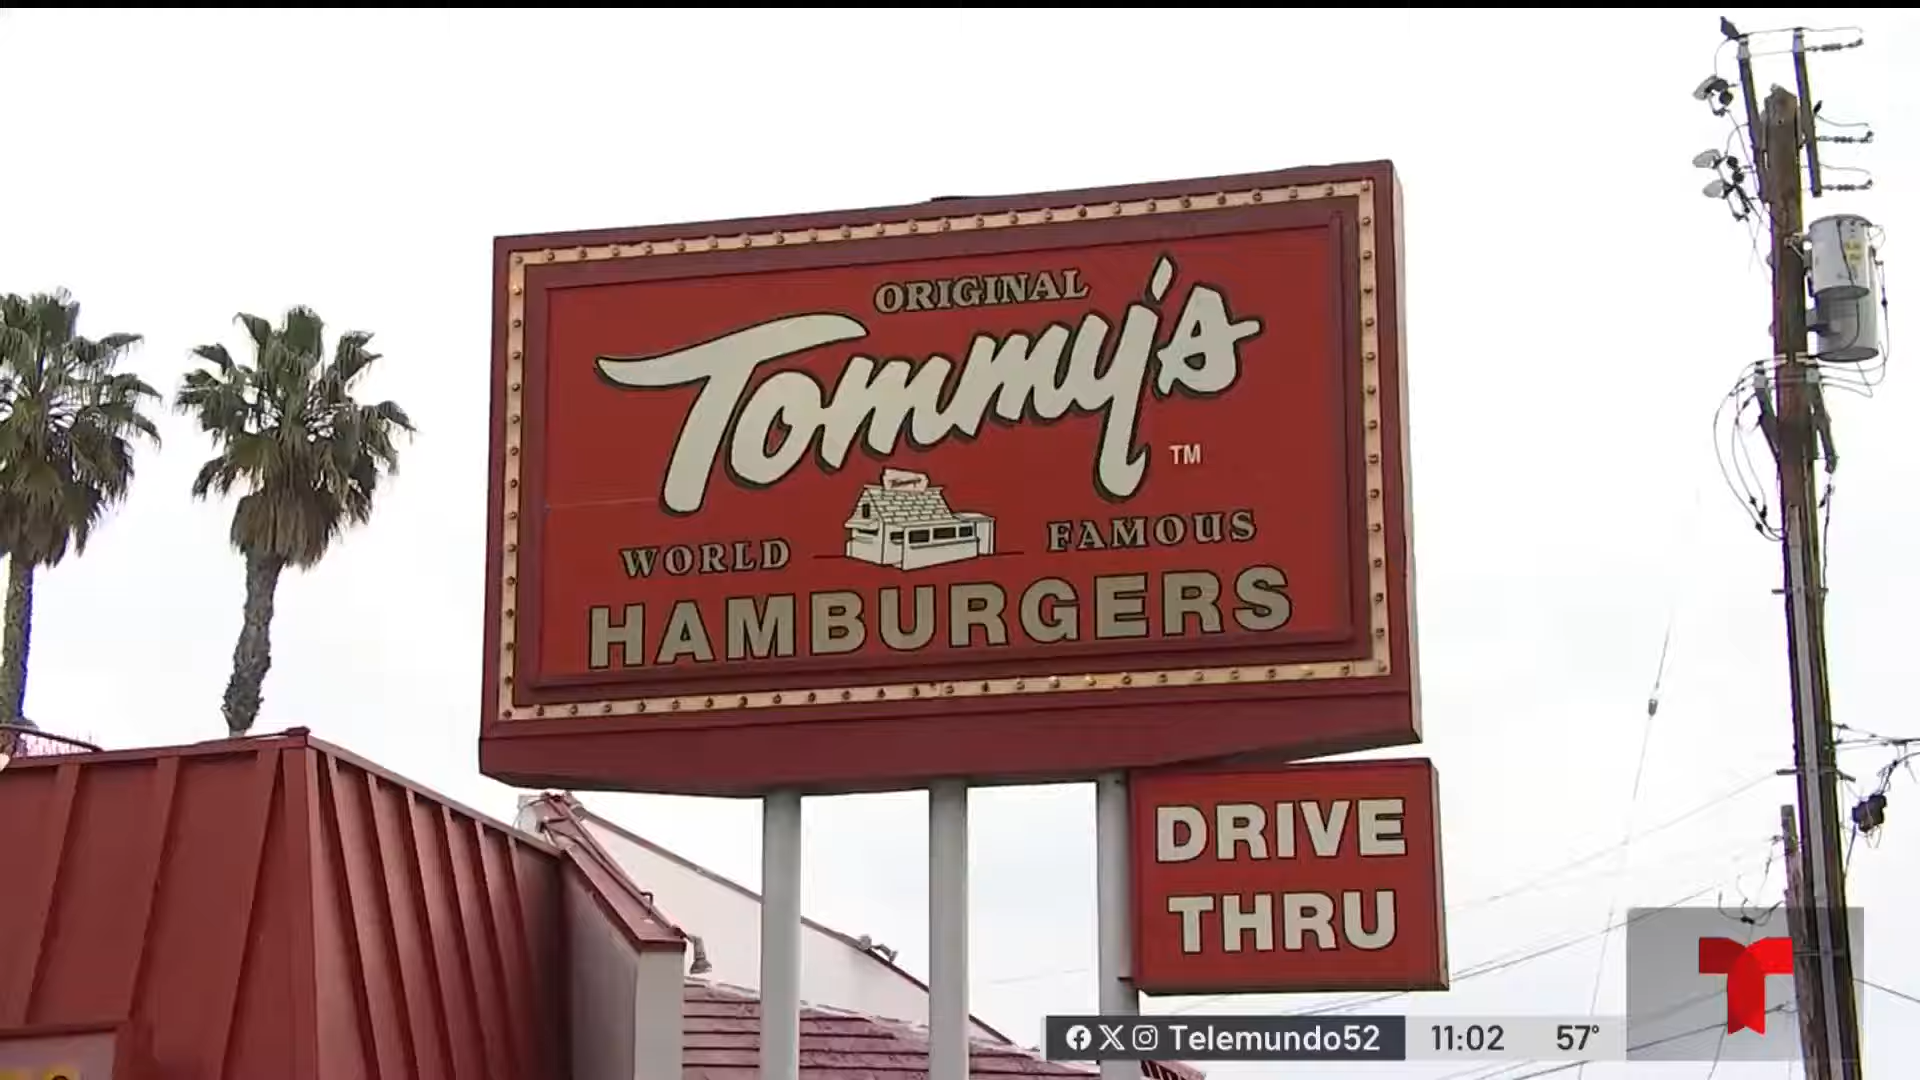 ORIGINAL
Tommy's
TM
WORLD FAMOUS
HAMBURGERS
DRIVE
THRU
Telemundo52 11:02 57°